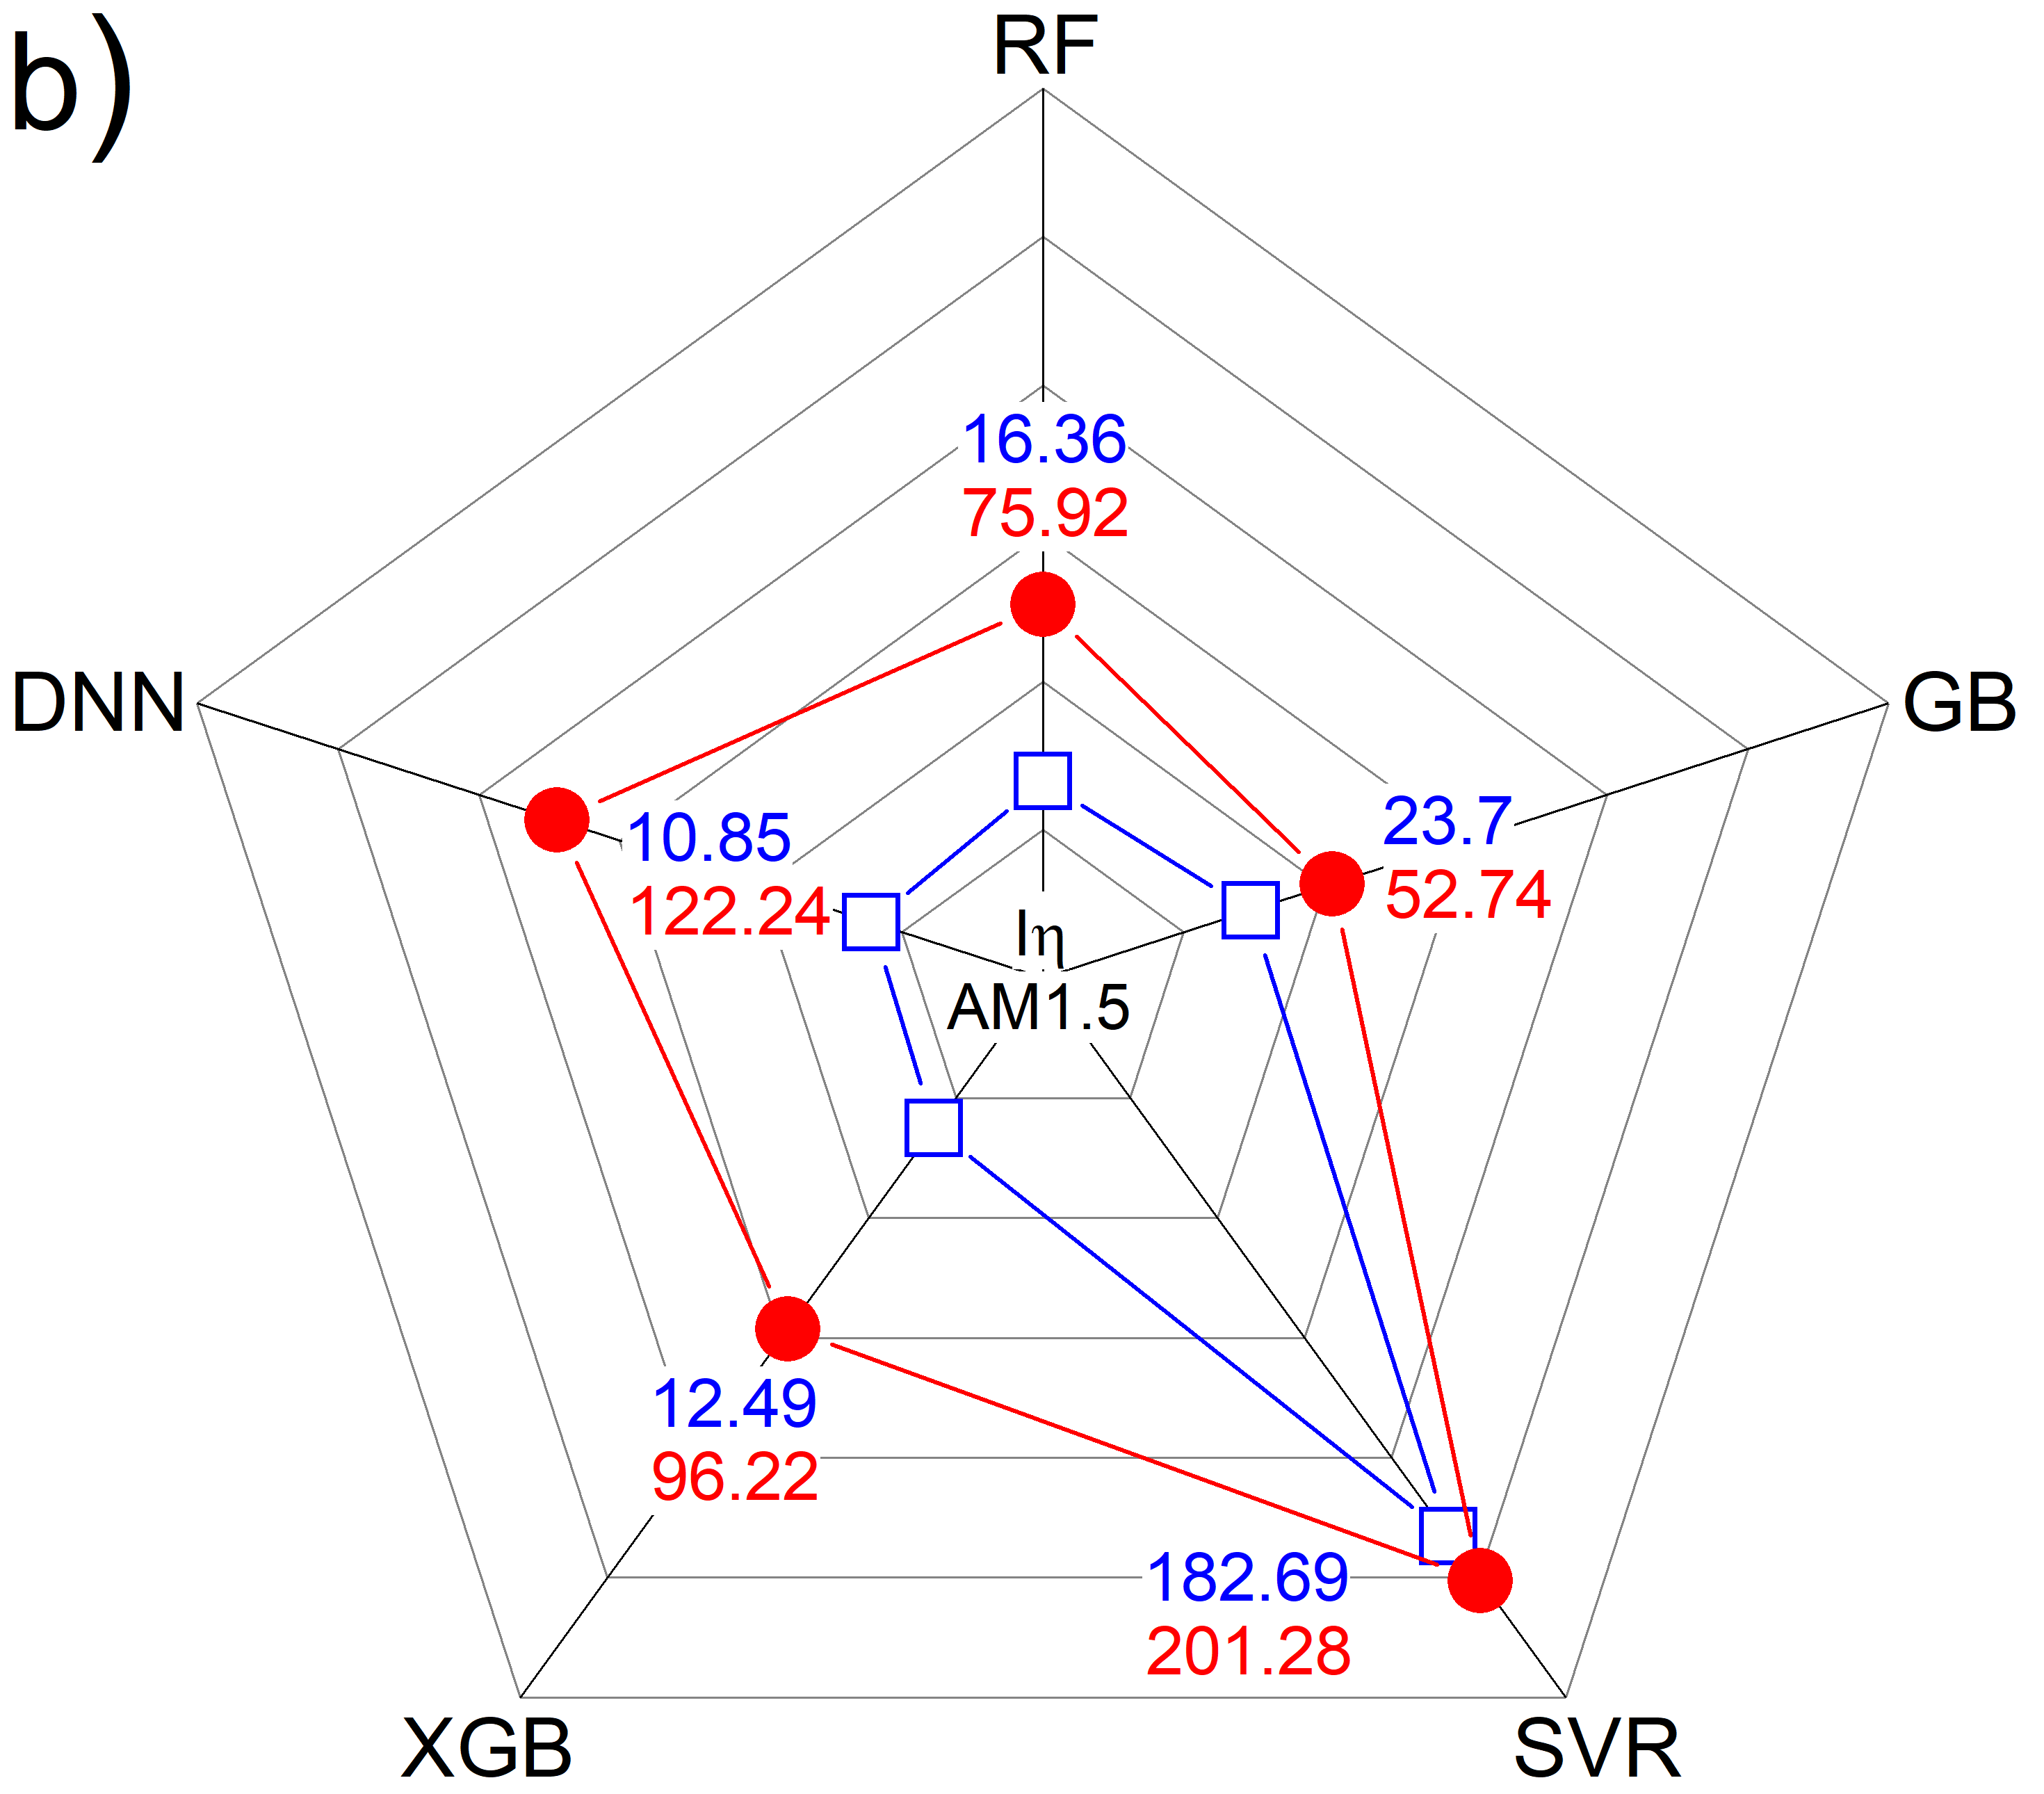 b)
RF
16.36
75.92
DNN
GB
10.85
122.24
23.7
52.74
Iη
AM1.5
12.49
96.22
182.69
201.28
XGB
SVR